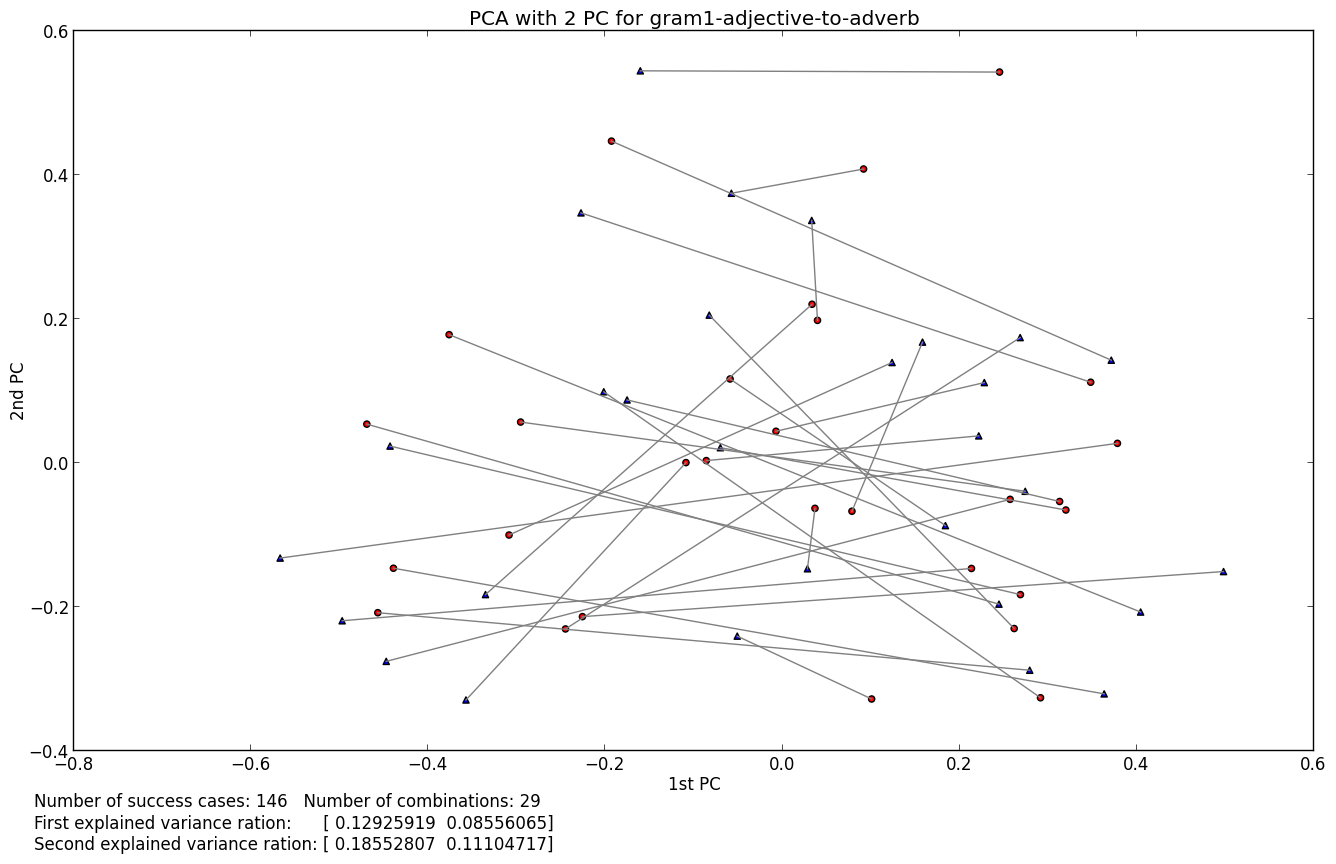 PCA with 2 PC for gram1-adjective-to-adverb
0.6
0.4
0.2
0.0
−0.2
−0.4
2nd PC
−0.8 −0.6 −0.4 −0.2 0.0 0.2 0.4 0.6
1st PC
Number of success cases: 146 Number of combinations: 29
First explained variance ration: [ 0.12925919 0.08556065]
Second explained variance ration: [ 0.18552807 0.11104717]